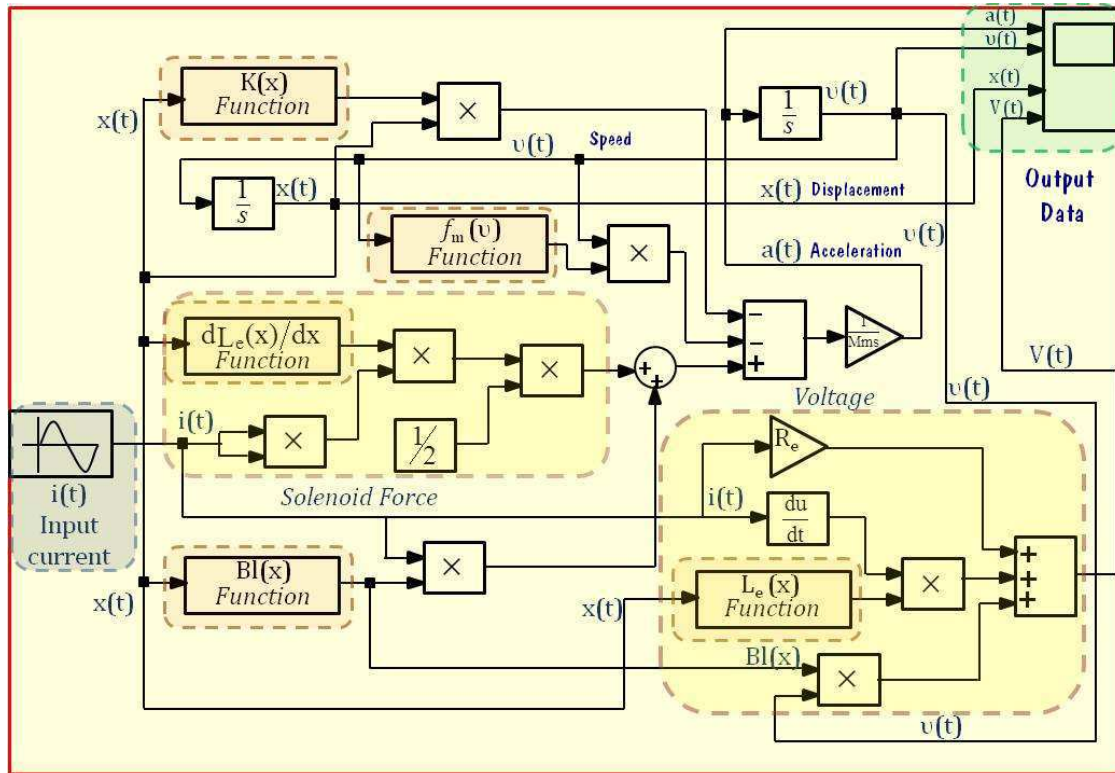 a(t)
υ(t)
K(x)
Function
×
1/s
υ(t)
x(t)
V(t)
x(t)
υ(t)
Speed
1/s
x(t)
x(t) Displacement
Output
Data
f_m(υ)
Function
×
υ(t)
a(t) Acceleration
dL_e(x)/dx
Function
×
×
−
−
+
1/Mms
+
+
V(t)
Voltage
υ(t)
i(t)
×
1/2
R_e
i(t)
Input
current
Solenoid Force
i(t)
du/dt
Bl(x)
Function
×
x(t)
x(t)
L_e(x)
Function
×
+
+
+
Bl(x)
×
υ(t)